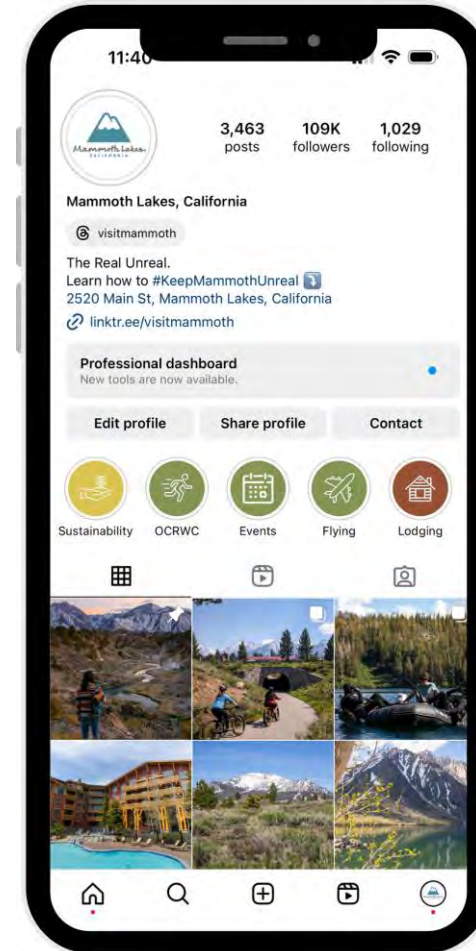 11:40
Mammoth Lakes
CALIFORNIA
3,463 109K 1,029
posts followers following
Mammoth Lakes, California
visitmammoth
The Real Unreal.
Learn how to #KeepMammothUnreal
2520 Main St, Mammoth Lakes, California
linktr.ee/visitmammoth
Professional dashboard
New tools are now available.
Edit profile Share profile Contact
Sustainability OCRWC Events Flying Lodging